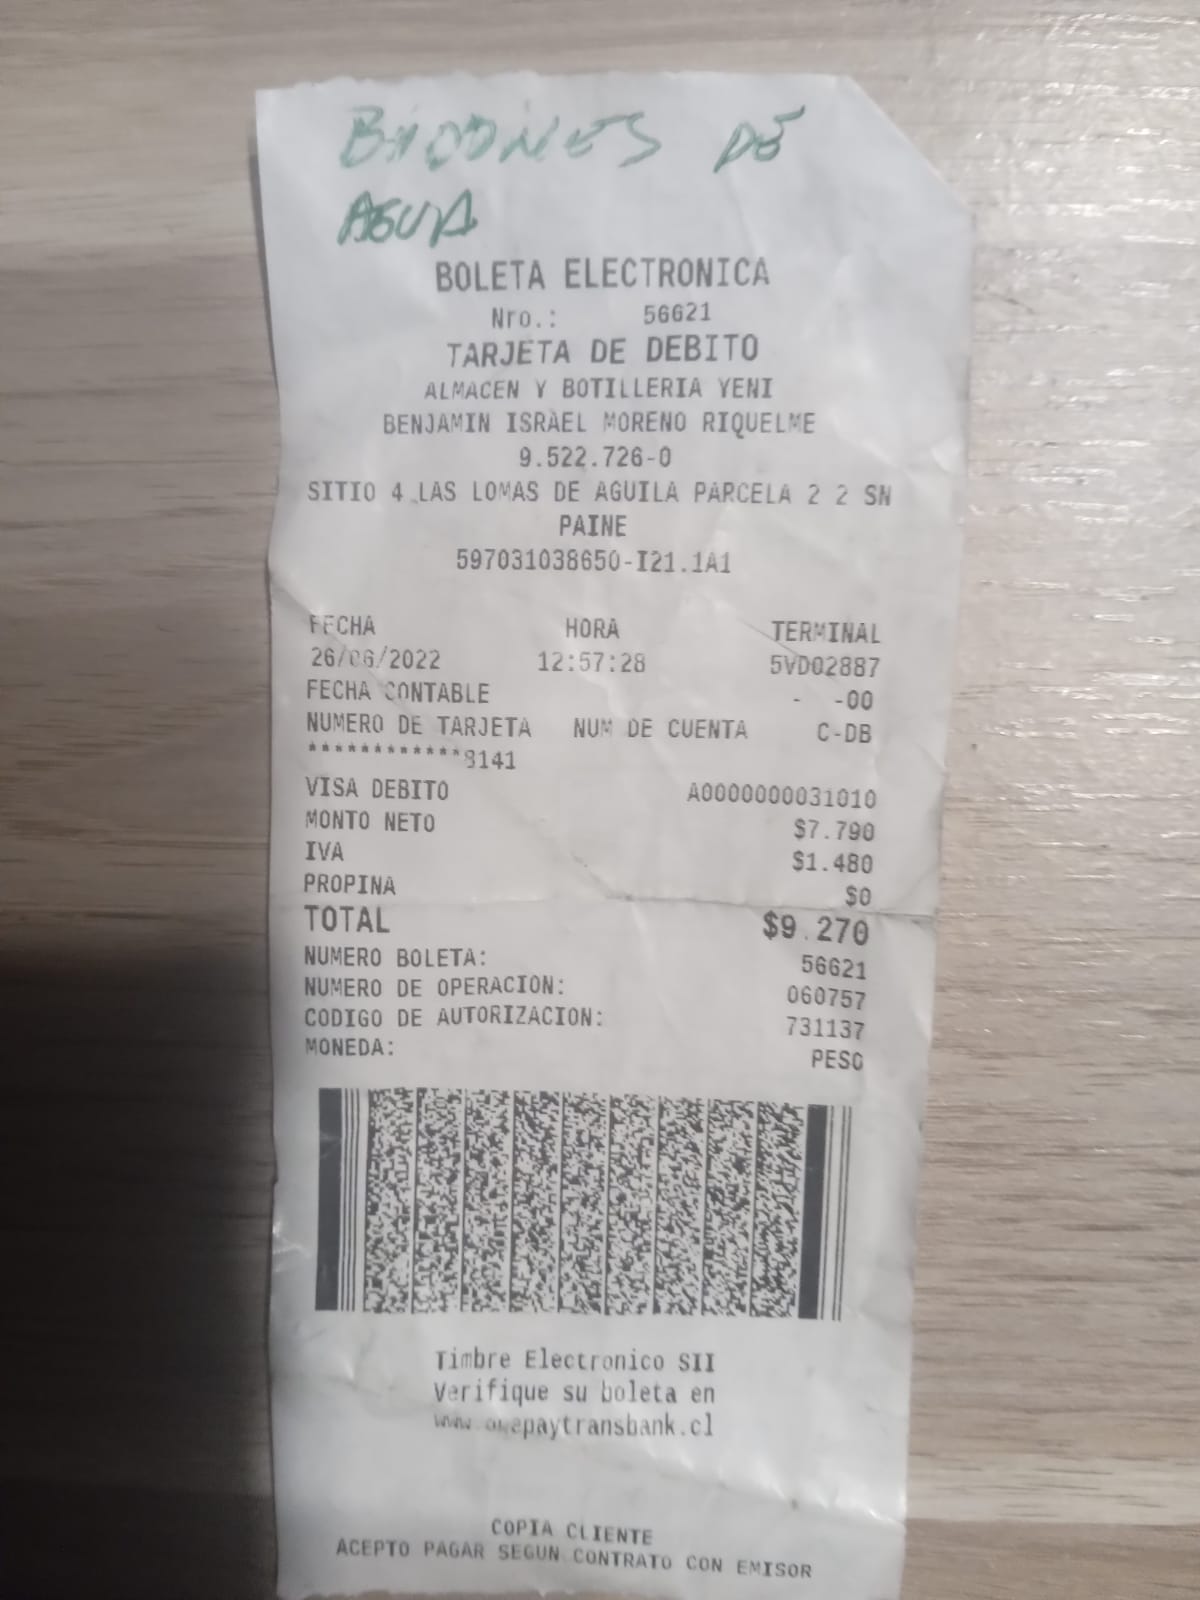 BIDONES DE
AGUA
BOLETA ELECTRONICA
Nro.: 56621
TARJETA DE DEBITO
ALMACEN Y BOTILLERIA YENI
BENJAMIN ISRAEL MORENO RIQUELME
9.522.726-0
SITIO 4 LAS LOMAS DE AGUILA PARCELA 2 2 SN
PAINE
597031038650-I21.1A1
FECHA HORA TERMINAL
26/06/2022 12:57:28 5VD02887
FECHA CONTABLE - -00
NUMERO DE TARJETA NUM DE CUENTA C-DB
************8141
VISA DEBITO A0000000031010
MONTO NETO $7.790
IVA $1.480
PROPINA $0
TOTAL $9.270
NUMERO BOLETA: 56621
NUMERO DE OPERACION: 060757
CODIGO DE AUTORIZACION: 731137
MONEDA: PESO
Timbre Electronico SII
Verifique su boleta en
COPIA CLIENTE
ACEPTO PAGAR SEGUN CONTRATO CON EMISOR